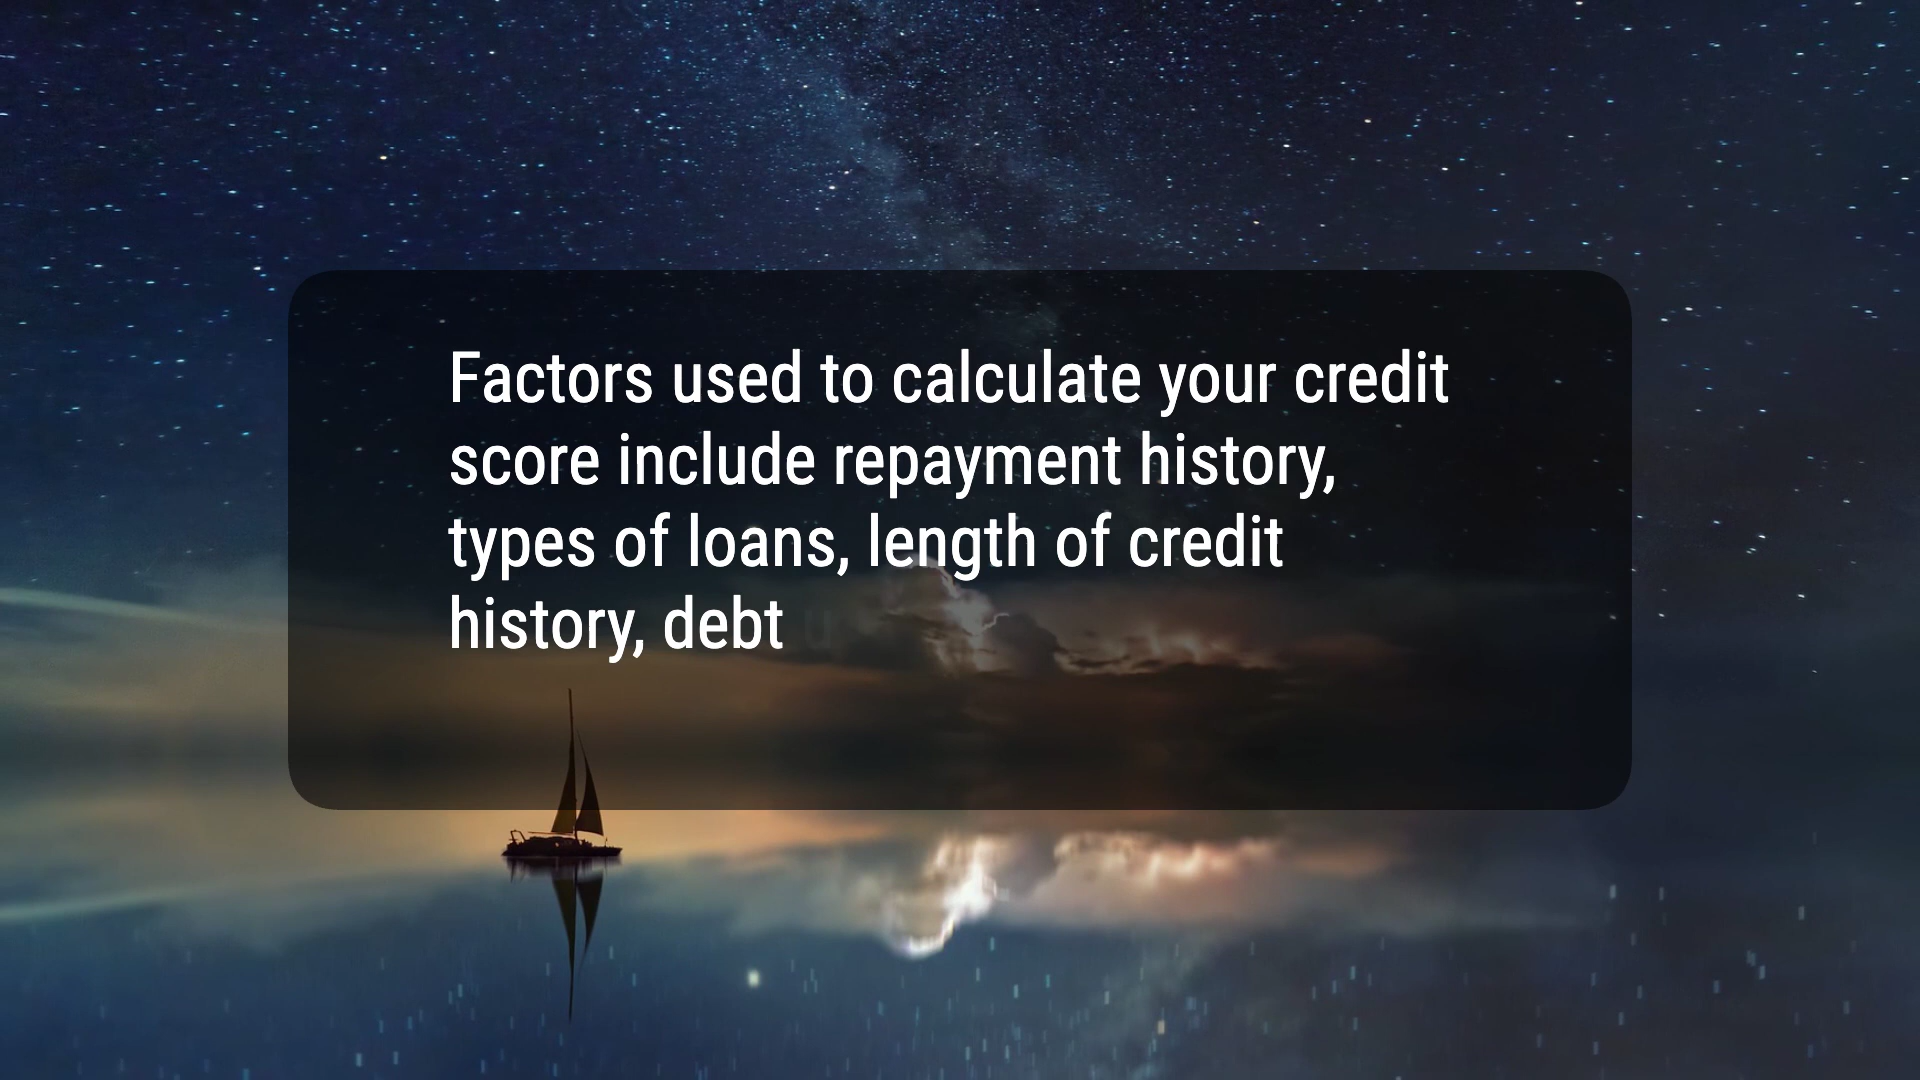 Factors used to calculate your credit
score include repayment history,
types of loans, length of credit
history, debt